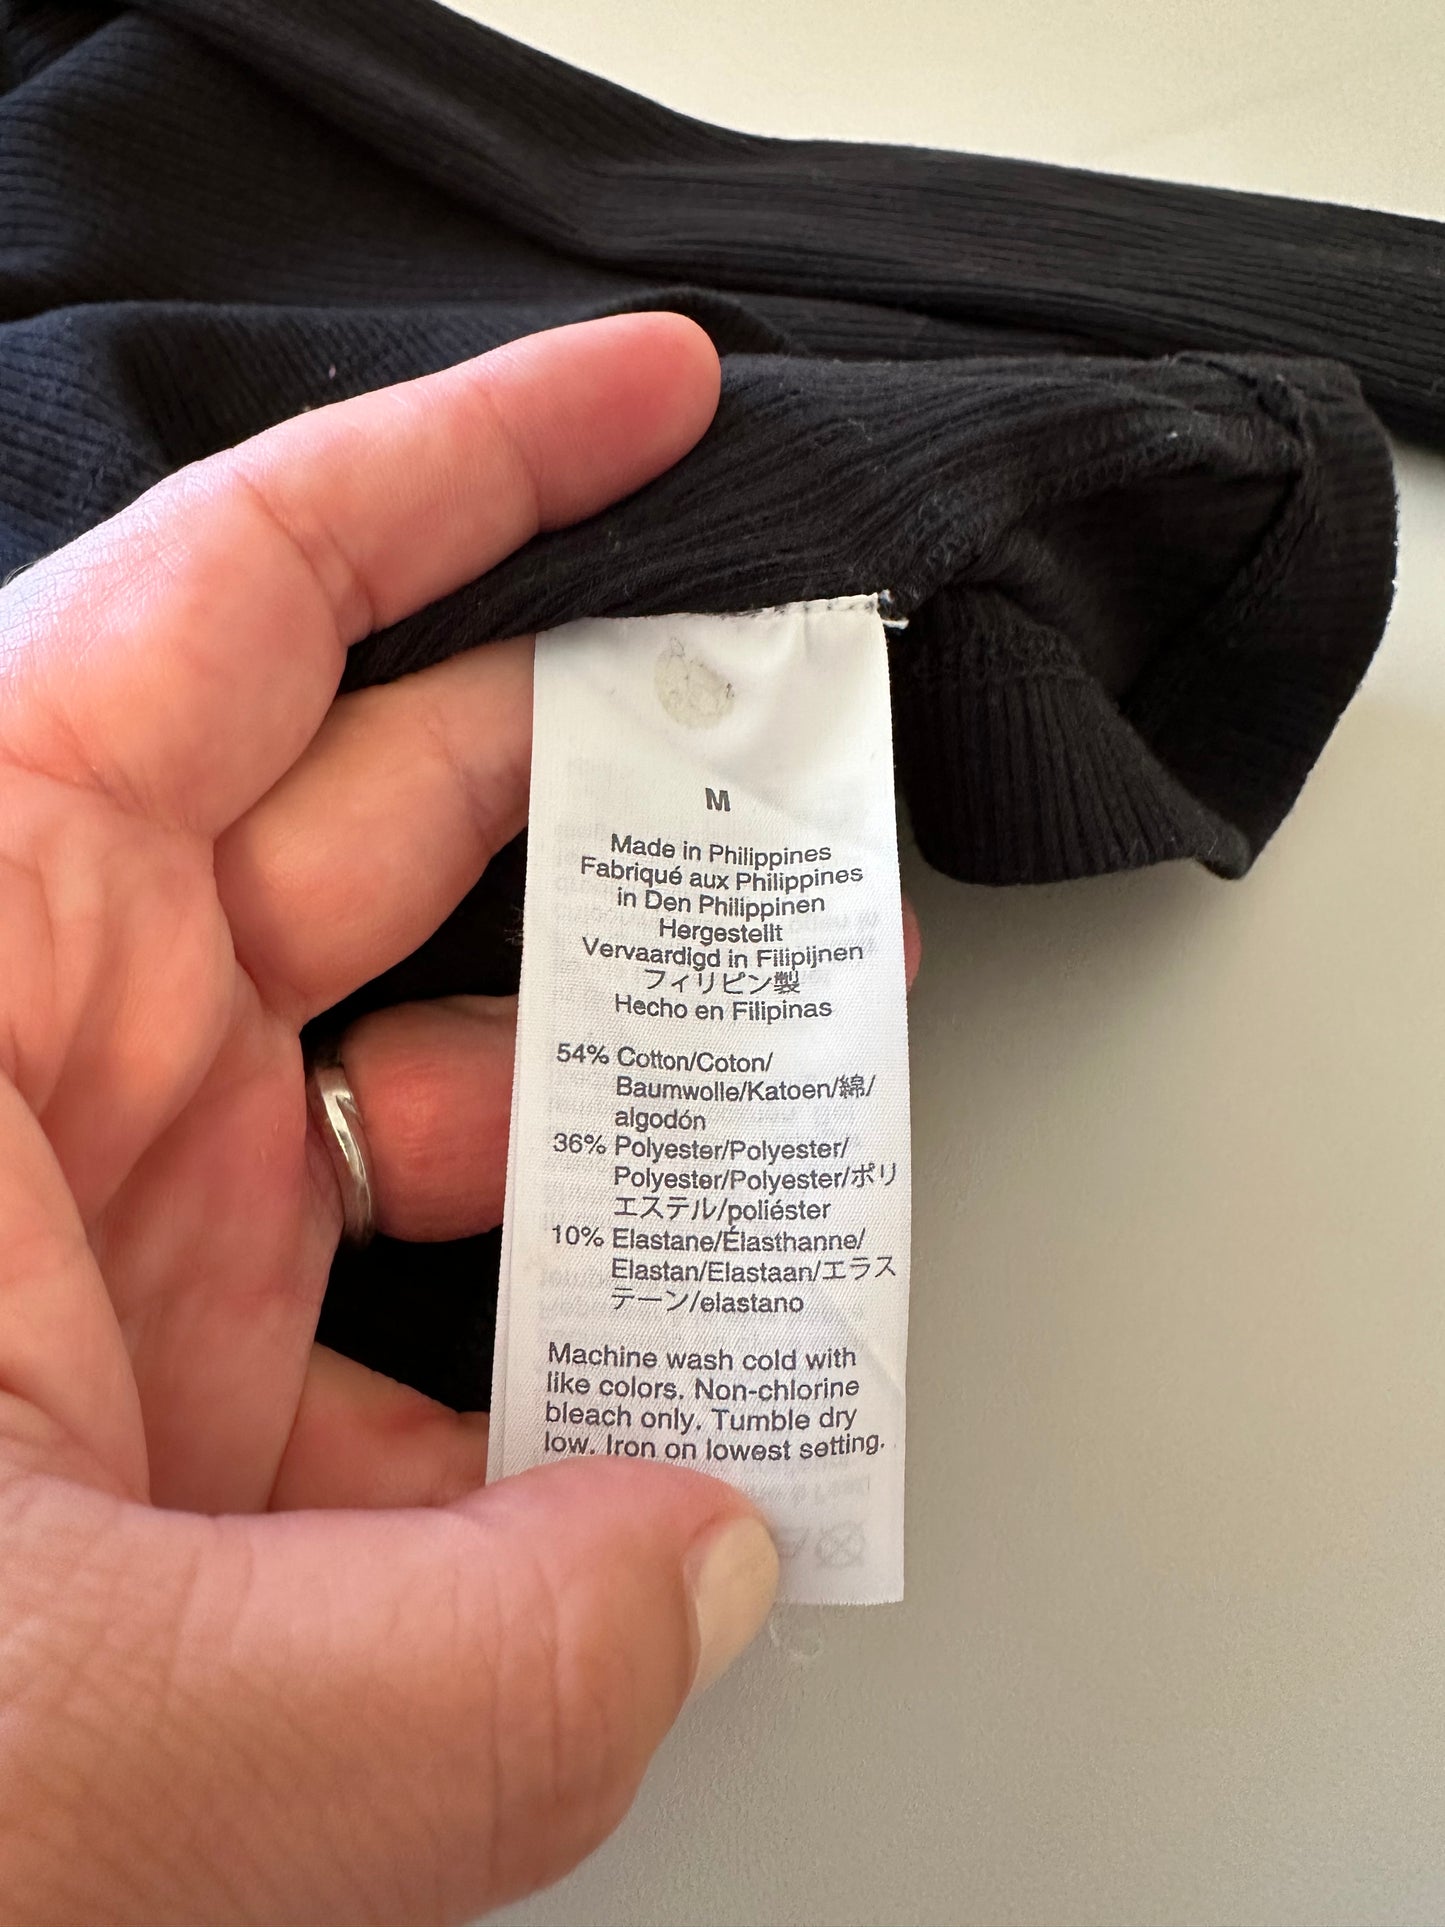 M
Made in Philippines
Fabriqué aux Philippines
in Den Philippinen
Hergestellt
Vervaardigd in Filipijnen
フィリピン製
Hecho en Filipinas
54% Cotton/Coton/
Baumwolle/Katoen/綿/
algodón
36% Polyester/Polyester/
Polyester/Polyester/ポリ
エステル/poliéster
10% Elastane/Élasthanne/
Elastan/Elastaan/エラス
テーン/elastano
Machine wash cold with
like colors. Non-chlorine
bleach only. Tumble dry
low. Iron on lowest setting.